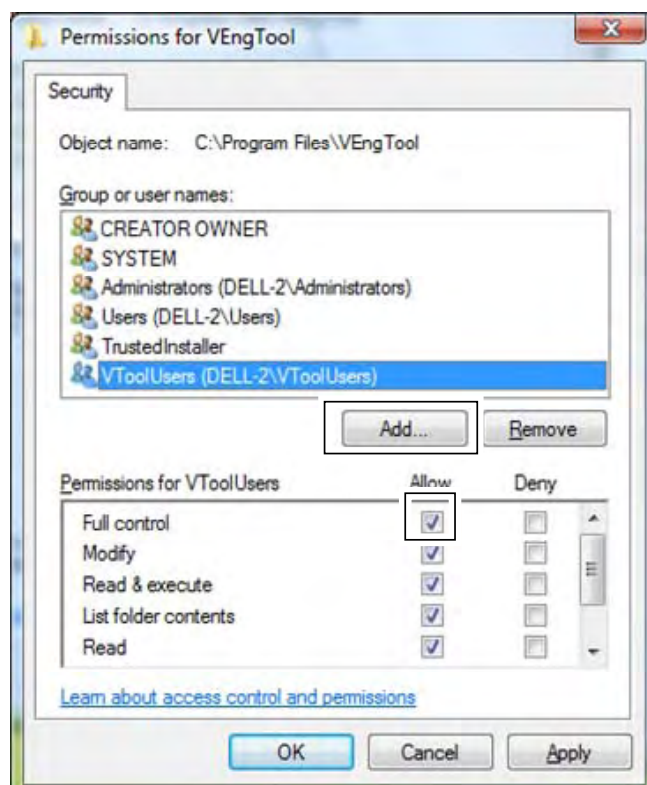 Permissions for VEngTool
Security
Object name: C:\Program Files\VEngTool
Group or user names:
CREATOR OWNER
SYSTEM
Administrators (DELL-2\Administrators)
Users (DELL-2\Users)
TrustedInstaller
VToolUsers (DELL-2\VToolUsers)
Add... Remove
Permissions for VToolUsers Allow Deny
Full control
Modify
Read & execute
List folder contents
Read
Learn about access control and permissions
OK Cancel Apply